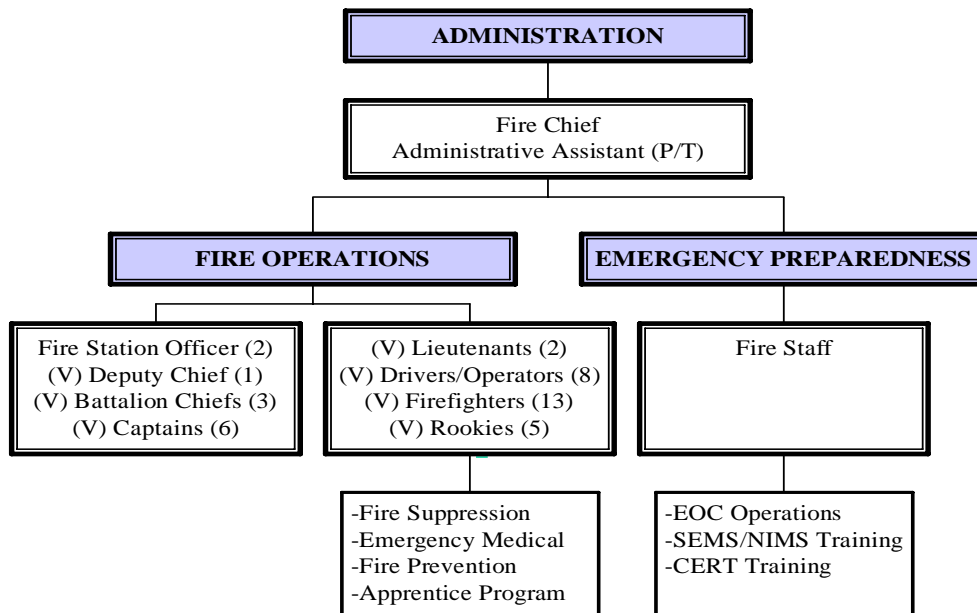 ADMINISTRATION
Fire Chief
Administrative Assistant (P/T)
FIRE OPERATIONS
EMERGENCY PREPAREDNESS
Fire Station Officer (2)
(V) Deputy Chief (1)
(V) Battalion Chiefs (3)
(V) Captains (6)
(V) Lieutenants (2)
(V) Drivers/Operators (8)
(V) Firefighters (13)
(V) Rookies (5)
Fire Staff
-Fire Suppression
-Emergency Medical
-Fire Prevention
-Apprentice Program
-EOC Operations
-SEMS/NIMS Training
-CERT Training